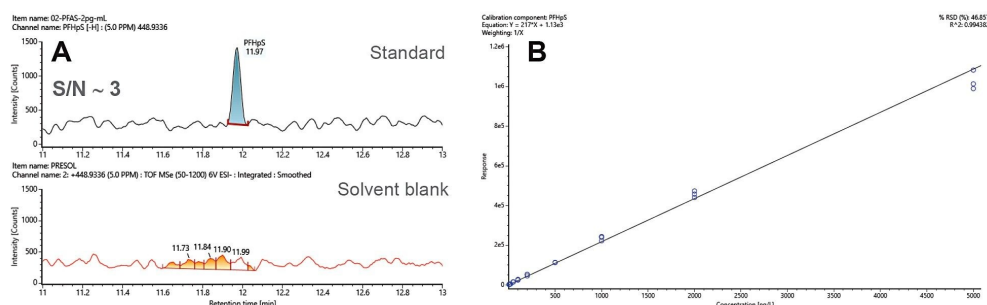 Item name: 02-PFAS-2pg-mL
Channel name: PFHpS [-H] : (5.0 PPM) 448.9336
A
Standard
S/N ~ 3
PFHpS
11.97
Intensity [Counts]
1500
1000
500
0
11 11.2 11.4 11.6 11.8 12 12.2 12.4 12.6 12.8 13
Item name: PRESOL
Channel name: 2: +448.9336 (5.0 PPM) : TOF MSe (50-1200) 6V ESI- : Integrated : Smoothed
Solvent blank
11.73 11.84 11.90 11.99
Intensity [Counts]
1500
1000
500
0
11 11.2 11.4 11.6 11.8 12 12.2 12.4 12.6 12.8 13
Retention time [min]
Calibration component: PFHpS
Equation: Y = 217*X + 1.13e3
Weighting: 1/X
% RSD (%): 46.85
R^2: 0.99438
B
Response
1.2e6
1e6
8e5
6e5
4e5
2e5
0
500 1000 1500 2000 2500 3000 3500 4000 4500 5000